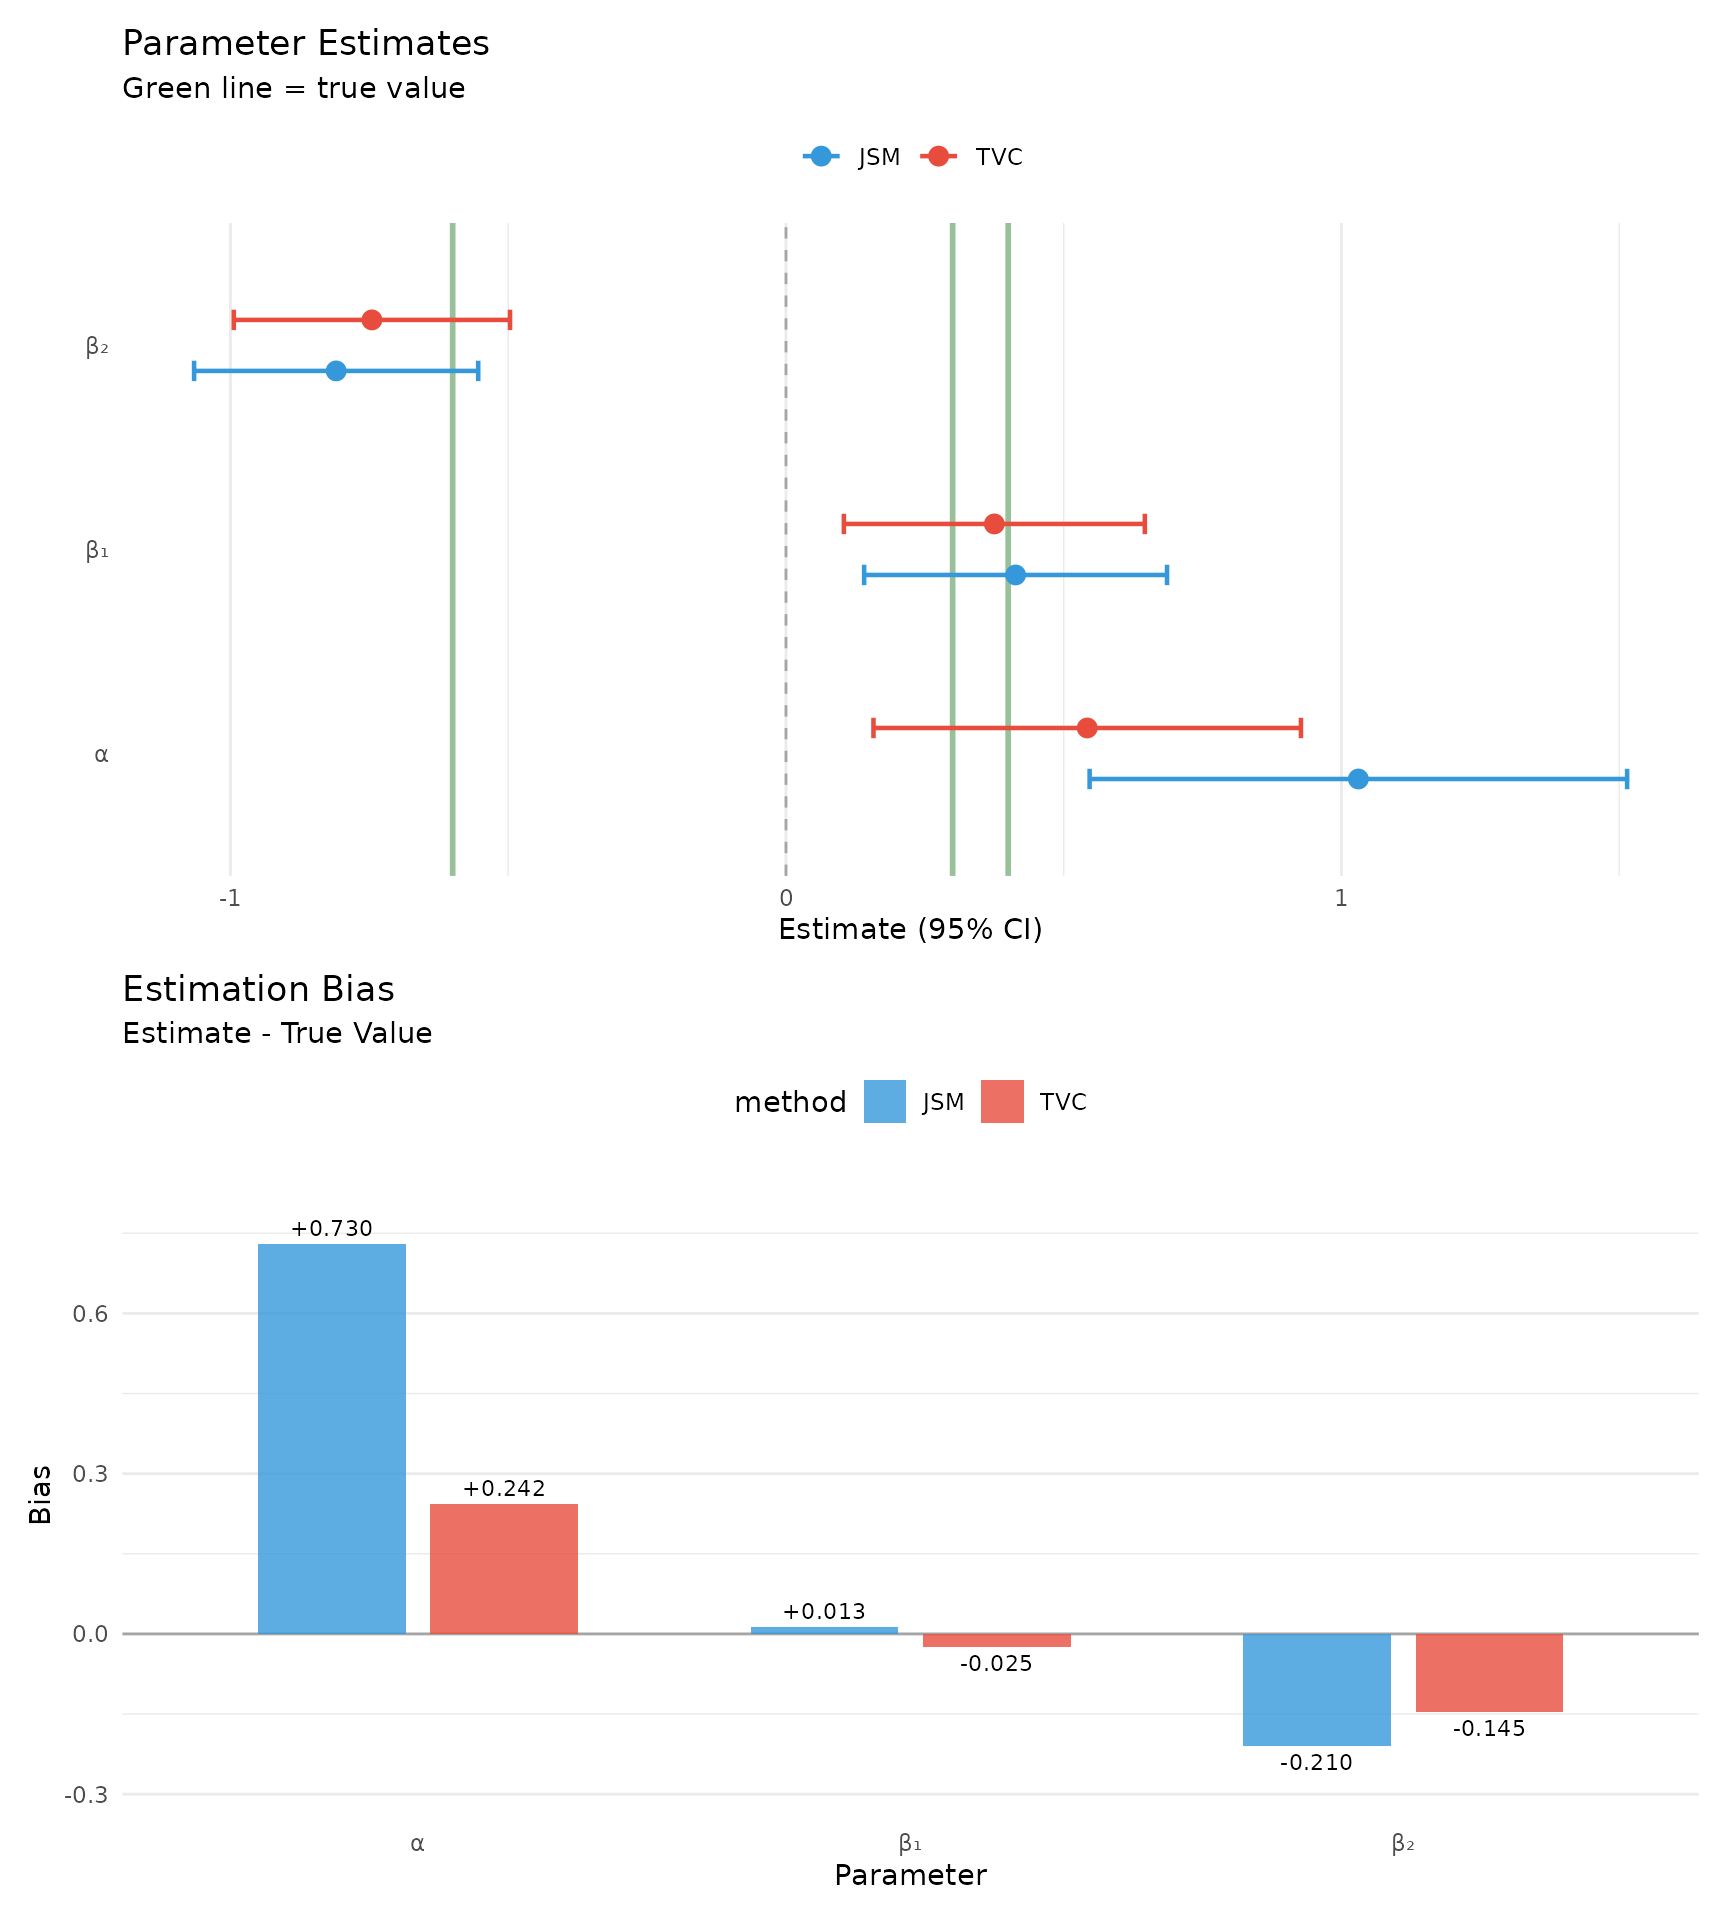 Parameter Estimates
Green line = true value
JSM TVC
β₂
β₁
α
-1 0 1
Estimate (95% CI)
Estimation Bias
Estimate - True Value
method JSM TVC
+0.730
0.6
+0.242
0.3
Bias
+0.013
0.0
-0.025
-0.145
-0.210
-0.3
α β₁ β₂
Parameter